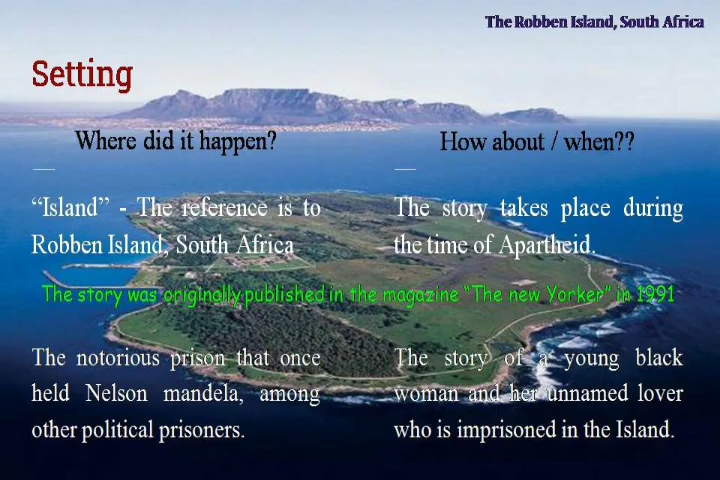 The Robben Island, South Africa
Setting
Where did it happen?
“Island” - The reference is to
Robben Island, South Africa
How about / when??
The story takes place during
the time of Apartheid.
The story was originally published in the magazine “The new Yorker” in 1991
The notorious prison that once
held Nelson mandela, among
other political prisoners.
The story of a young black
woman and her unnamed lover
who is imprisoned in the Island.